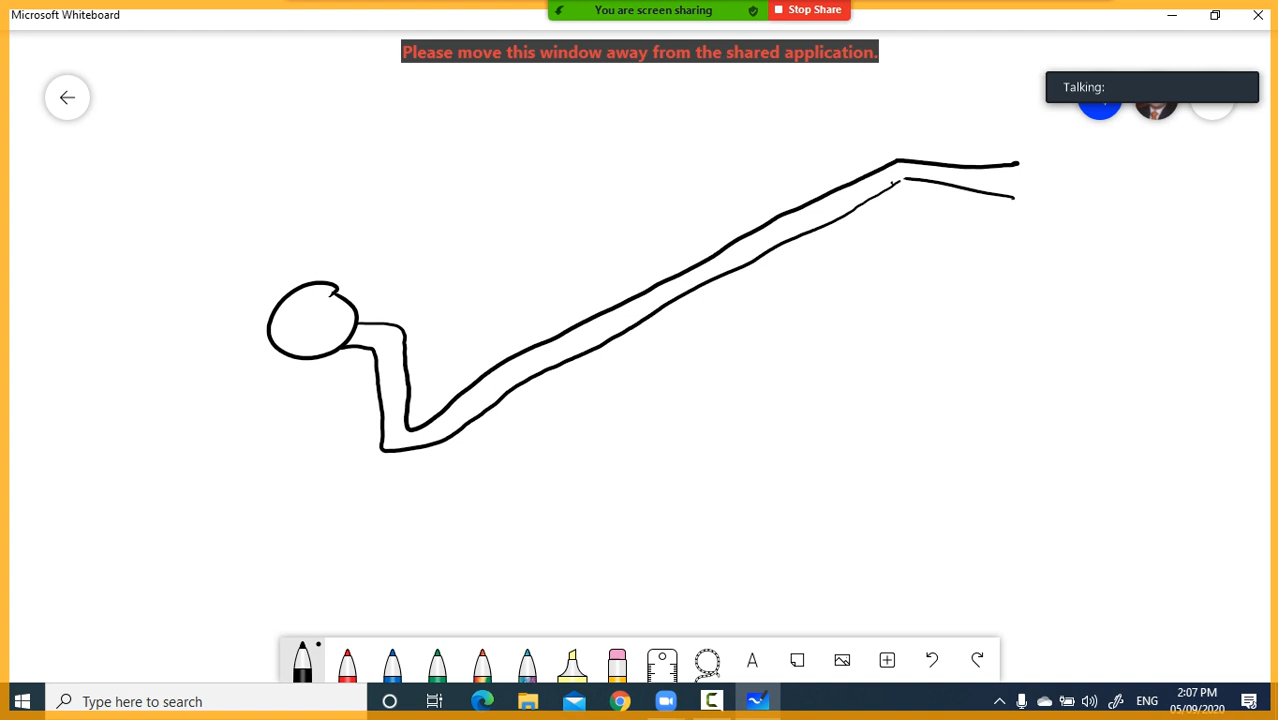 You are screen sharing
Stop Share
Microsoft Whiteboard
Please move this window away from the shared application.
Talking:
A
Type here to search
C
ENG
2:07 PM
05/09/2020